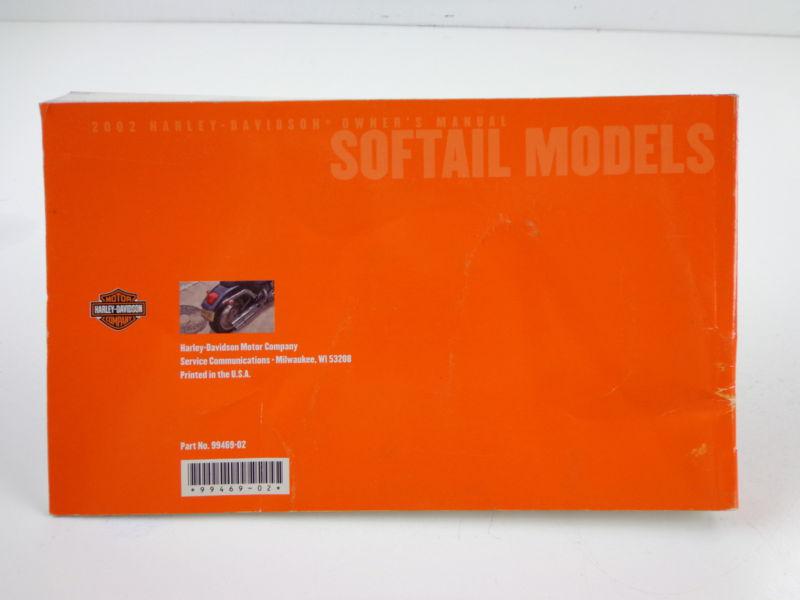 2002 HARLEY-DAVIDSON® OWNER'S MANUAL
SOFTAIL MODELS
MOTOR
HARLEY-DAVIDSON
COMPANY
Harley-Davidson Motor Company
Service Communications • Milwaukee, WI 53208
Printed in the U.S.A.
Part No. 99469-02
*99469-02*